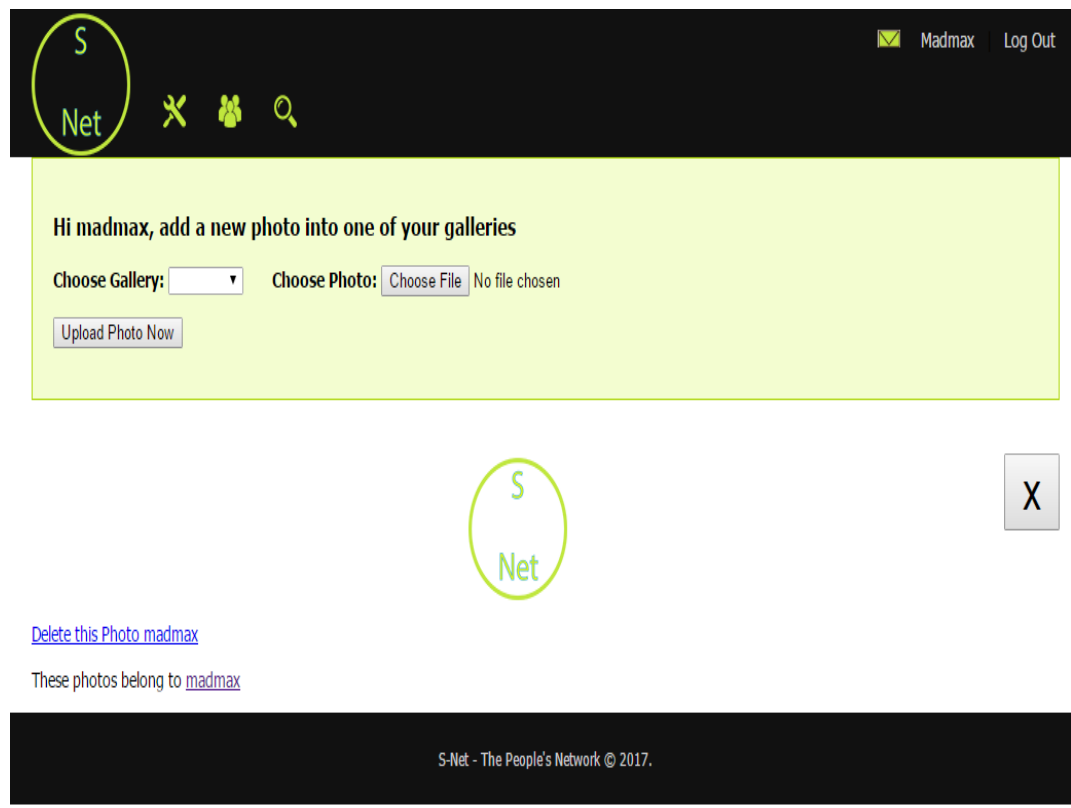 S
Net
Madmax | Log Out
Hi madmax, add a new photo into one of your galleries
Choose Gallery: Choose Photo: Choose File No file chosen
Upload Photo Now
S
Net
X
Delete this Photo madmax
These photos belong to madmax
S-Net - The People's Network © 2017.